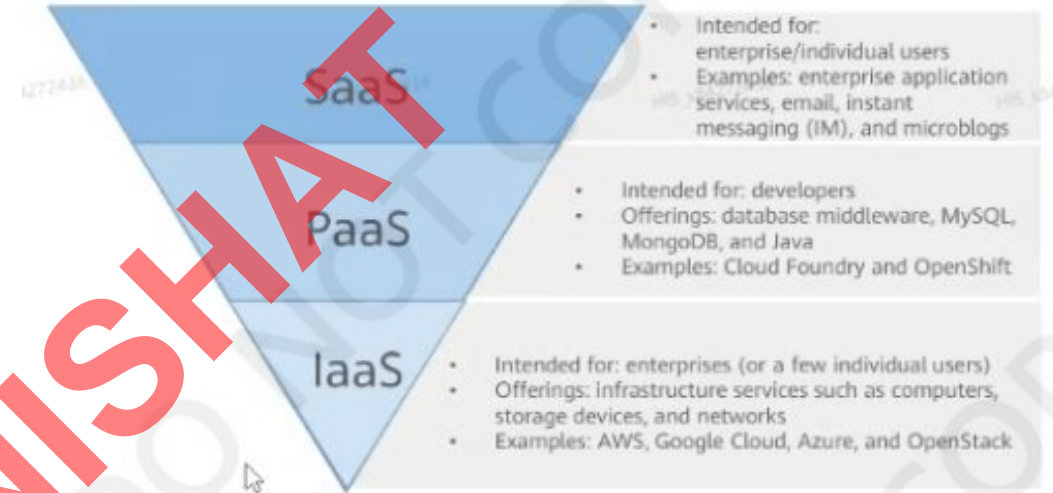 SaaS
• Intended for:
enterprise/individual users
• Examples: enterprise application
services, email, instant
messaging (IM), and microblogs
PaaS
• Intended for: developers
• Offerings: database middleware, MySQL,
MongoDB, and Java
• Examples: Cloud Foundry and OpenShift
IaaS
• Intended for: enterprises (or a few individual users)
• Offerings: infrastructure services such as computers,
storage devices, and networks
• Examples: AWS, Google Cloud, Azure, and OpenStack
NISHAT
NOT